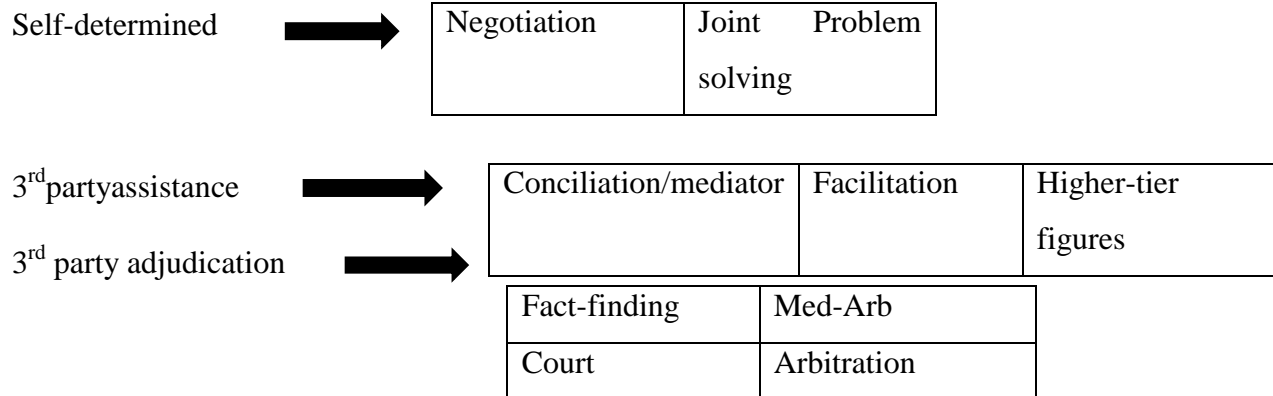 Self-determined Negotiation Joint Problem
solving
3rdpartyassistance Conciliation/mediator Facilitation Higher-tier
figures
3rd party adjudication
Fact-finding Med-Arb
Court Arbitration